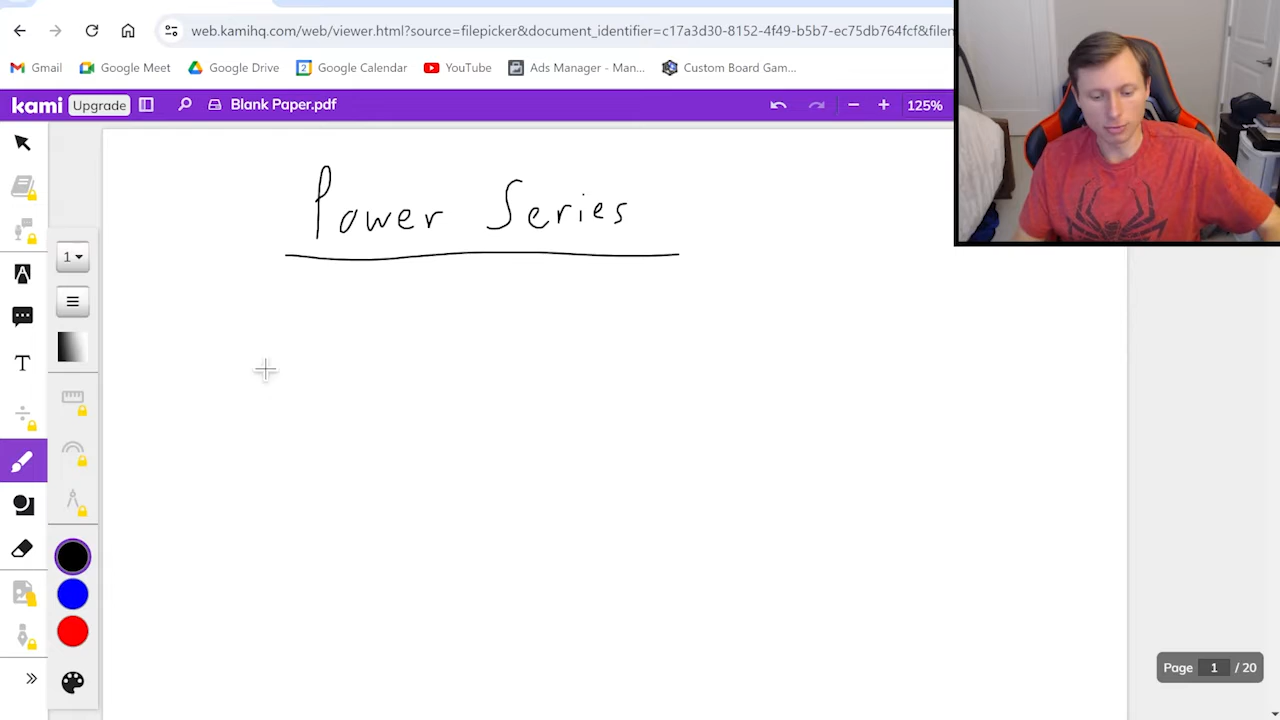 web.kamihq.com/web/viewer.html?source=filepicker&document_identifier=c17a3d30-8152-4f49-b5b7-ec75db764fcf&filen
Gmail Google Meet Google Drive 2 Google Calendar YouTube Ads Manager - Man... Custom Board Gam...
kami Upgrade Blank Paper.pdf 125%
Power Series
1
T
Page 1 / 20